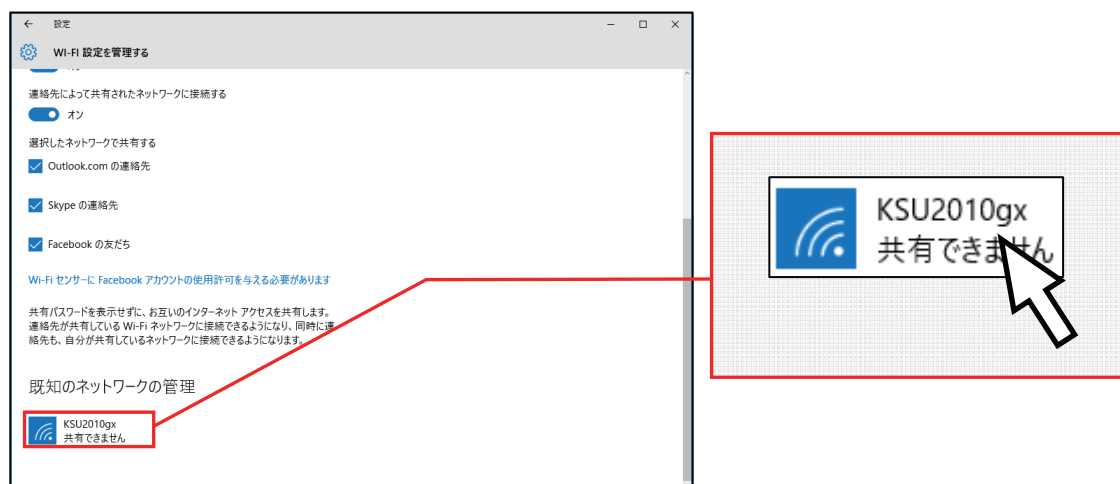 設定
WI-FI 設定を管理する
連絡先によって共有されたネットワークに接続する
オン
選択したネットワークで共有する
Outlook.com の連絡先
Skype の連絡先
Facebook の友だち
Wi-Fi センサーに Facebook アカウントの使用許可を与える必要があります
共有パスワードを表示せずに、お互いのインターネット アクセスを共有します。
連絡先が共有している Wi-Fi ネットワークに接続できるようになり、同時に連
絡先も、自分が共有しているネットワークに接続できるようになります。
既知のネットワークの管理
KSU2010gx
共有できません
KSU2010gx
共有できません